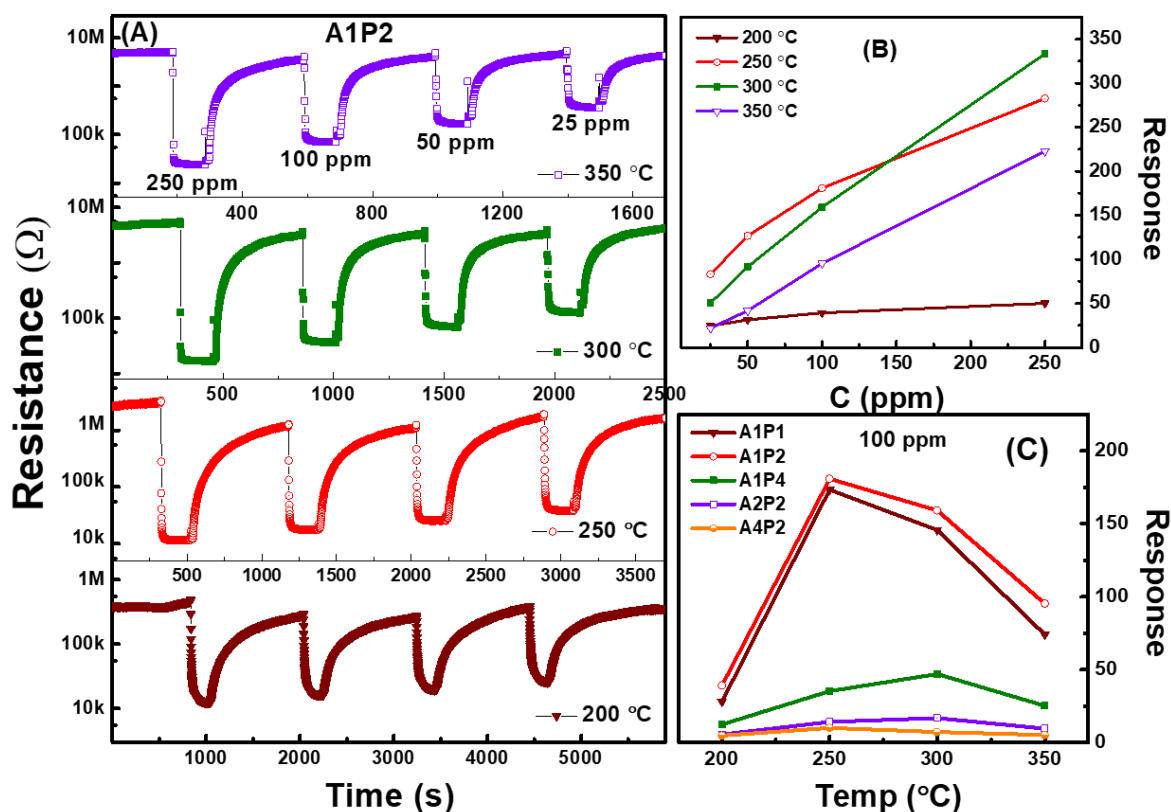 (A)
A1P2
10M
100k
250 ppm
100 ppm
50 ppm
25 ppm
350 °C
400
800
1200
1600
10M
100k
300 °C
500
1000
1500
2000
2500
1M
100k
10k
250 °C
500
1000
1500
2000
2500
3000
3500
1M
100k
10k
200 °C
1000
2000
3000
4000
5000
Resistance (Ω)
Time (s)
(B)
200 °C
250 °C
300 °C
350 °C
350
300
250
200
150
100
50
0
50
100
150
200
250
C (ppm)
Response
100 ppm
(C)
A1P1
A1P2
A1P4
A2P2
A4P2
200
150
100
50
0
200
250
300
350
Temp (°C)
Response